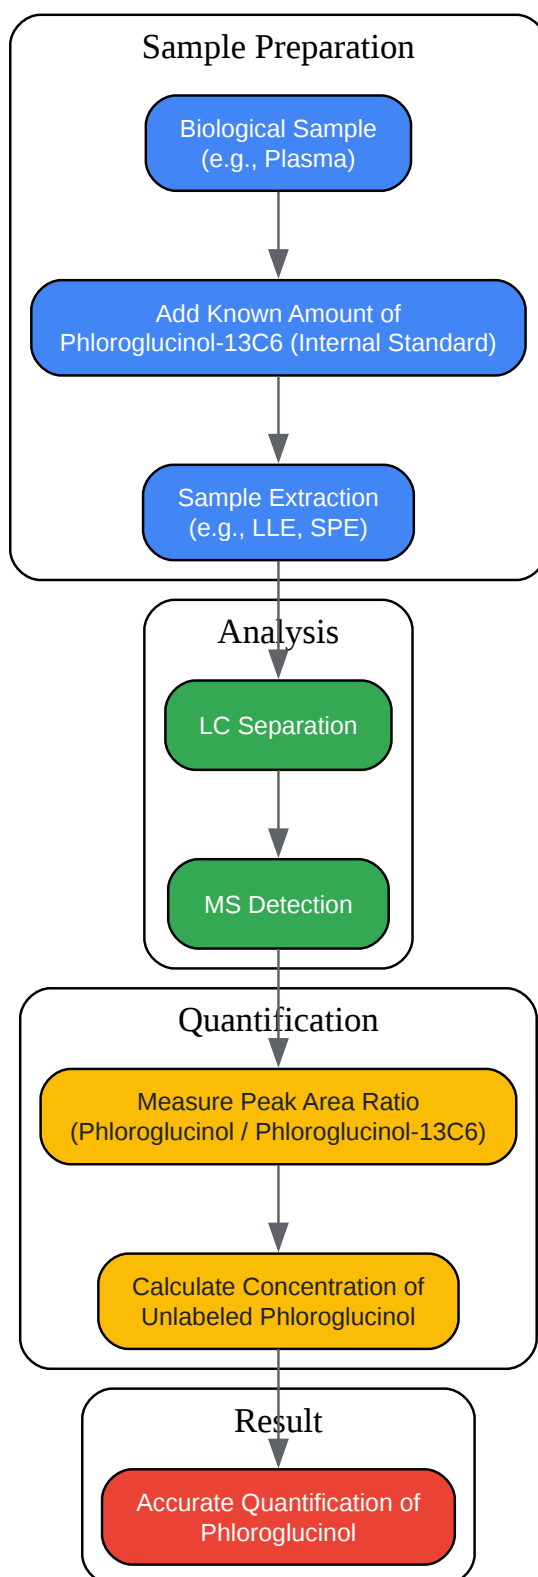 Sample Preparation
Biological Sample
(e.g., Plasma)
Add Known Amount of
Phloroglucinol-13C6 (Internal Standard)
Sample Extraction
(e.g., LLE, SPE)
Analysis
LC Separation
MS Detection
Quantification
Measure Peak Area Ratio
(Phloroglucinol / Phloroglucinol-13C6)
Calculate Concentration of
Unlabeled Phloroglucinol
Result
Accurate Quantification of
Phloroglucinol